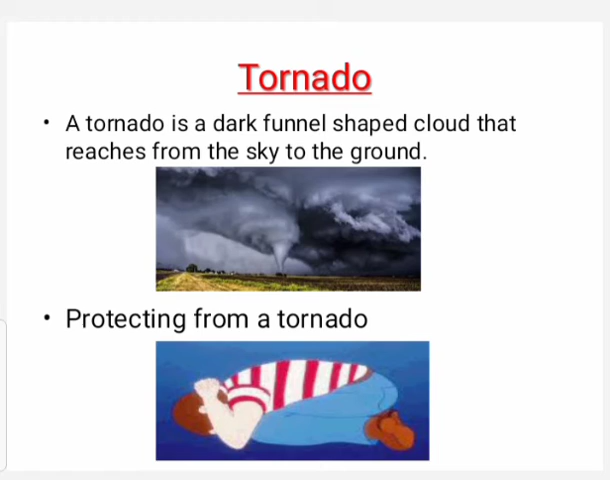 Tornado
• A tornado is a dark funnel shaped cloud that
reaches from the sky to the ground.
• Protecting from a tornado